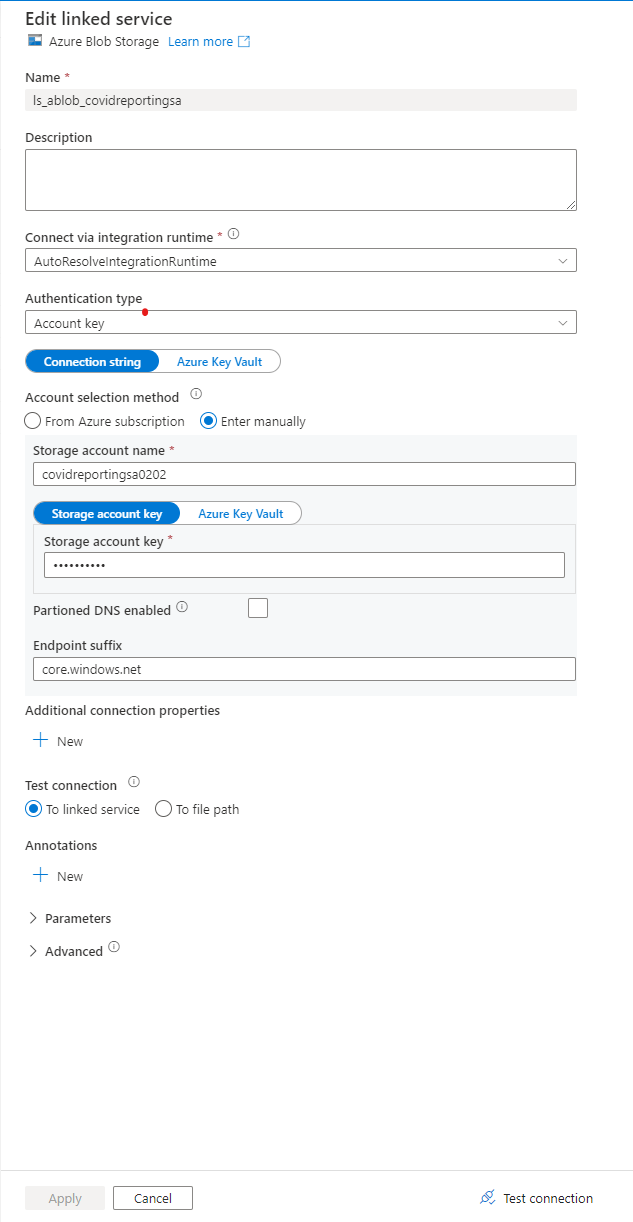 Edit linked service
Azure Blob Storage Learn more
Name *
ls_ablob_covidreportingsa
Description
Connect via integration runtime *
AutoResolveIntegrationRuntime
Authentication type
Account key
Connection string Azure Key Vault
Account selection method
From Azure subscription Enter manually
Storage account name *
covidreportingsa0202
Storage account key Azure Key Vault
Storage account key *
••••••••••
Partioned DNS enabled
Endpoint suffix
core.windows.net
Additional connection properties
New
Test connection
To linked service To file path
Annotations
New
Parameters
Advanced
Apply Cancel Test connection